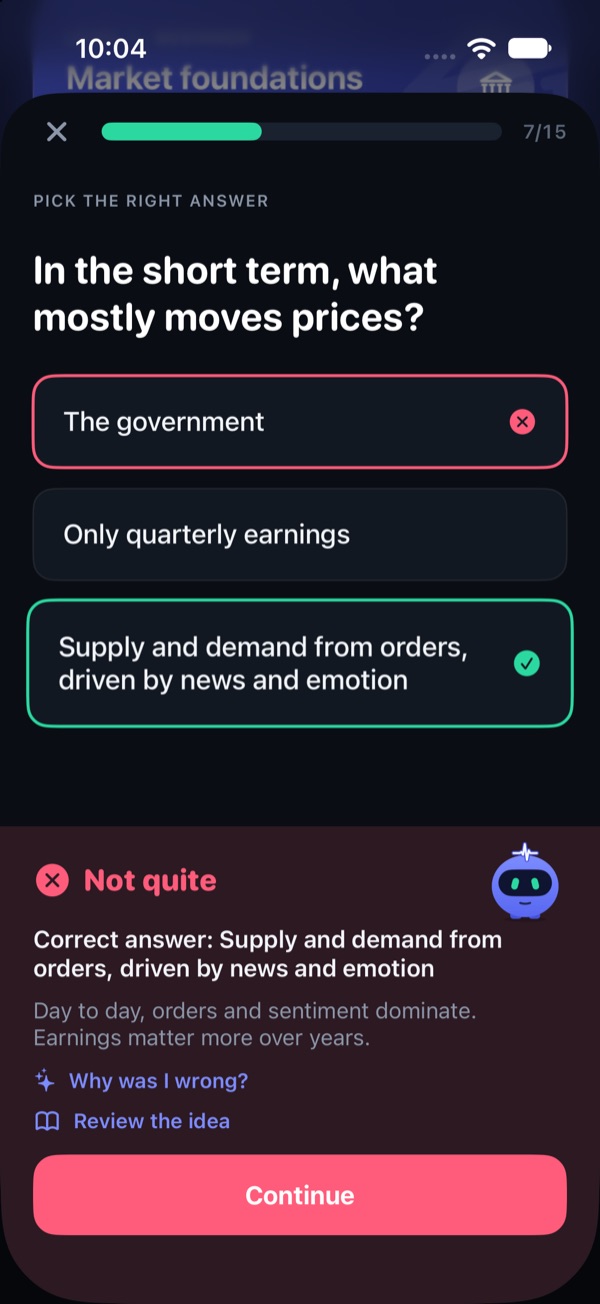 10:04
Market foundations
7/15
PICK THE RIGHT ANSWER
In the short term, what
mostly moves prices?
The government
Only quarterly earnings
Supply and demand from orders,
driven by news and emotion
Not quite
Correct answer: Supply and demand from
orders, driven by news and emotion
Day to day, orders and sentiment dominate.
Earnings matter more over years.
Why was I wrong?
Review the idea
Continue